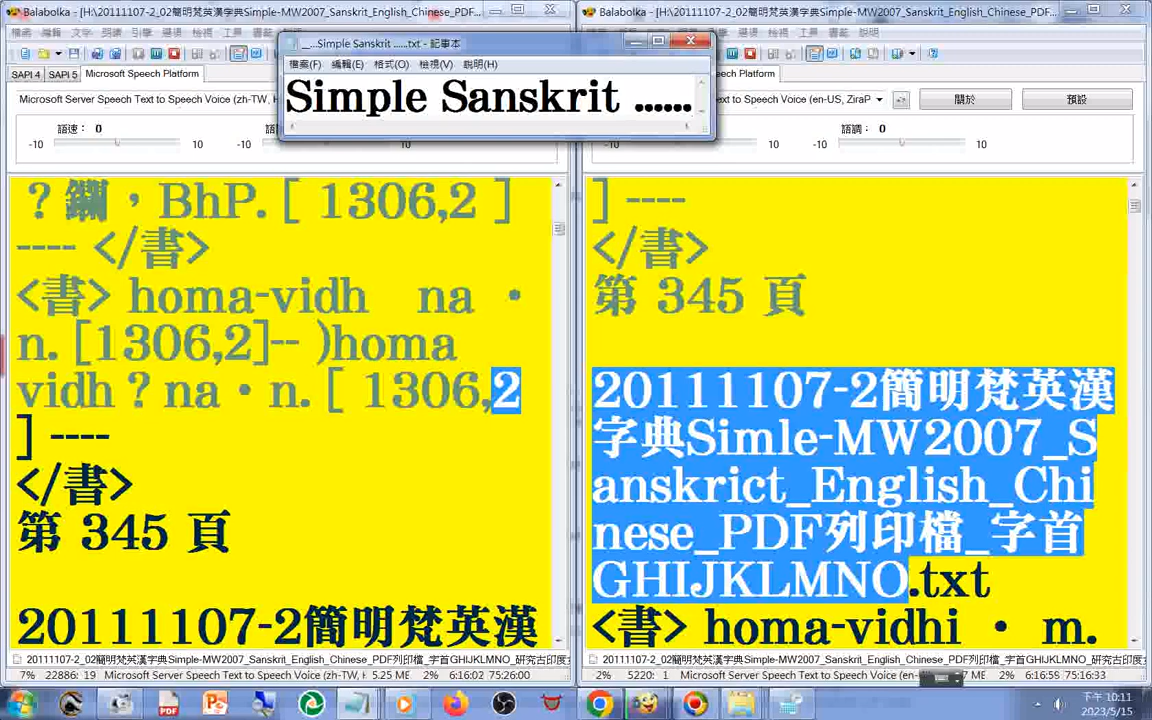 Balabolka - [H:\20111107-2_02簡明梵英漢字典Simple-MW2007_Sanskrit_English_Chinese_PDF...
Balabolka - [H:\20111107-2_02簡明梵英漢字典Simple-MW2007_Sanskrit_English_Chinese_PDF...
__...Simple Sanskrit ......txt - 記事本
檔案(F) 編輯(E) 格式(O) 檢視(V) 說明(H)
Simple Sanskrit ......
SAPI 4 SAPI 5 Microsoft Speech Platform
Speech Platform
Microsoft Server Speech Text to Speech Voice (zh-TW, H
ext to Speech Voice (en-US, ZiraP
關於
預設
語速： 0
-10 10 -10 10
語調： 0
-10 10 -10 10
？鑭，BhP. [ 1306,2 ]
---- </書>
<書> homa-vidh na •
n. [1306,2]-- )homa
vidh ? na • n. [ 1306,2
] ----
</書>
第 345 頁
20111107-2簡明梵英漢
] ----
</書>
第 345 頁
20111107-2簡明梵英漢
字典Simle-MW2007_S
anskrict_English_Chi
nese_PDF列印檔_字首
GHIJKLMNO.txt
<書> homa-vidhi • m.
20111107-2_02簡明梵英漢字典Simple-MW2007_Sanskrit_English_Chinese_PDF列印檔_字首GHIJKLMNO_研究古印度
20111107-2_02簡明梵英漢字典Simple-MW2007_Sanskrit_English_Chinese_PDF列印檔_字首GHIJKLMNO_研究古印度
7% 22886: 19 Microsoft Server Speech Text to Speech Voice (zh-TW, H 5.25 ME 2% 6:16:02 75:26:00
2% 5220: 1 Microsoft Server Speech Text to Speech Voice ME 2% 6:16:59 75:16:33
下午 10:11
2023/5/15